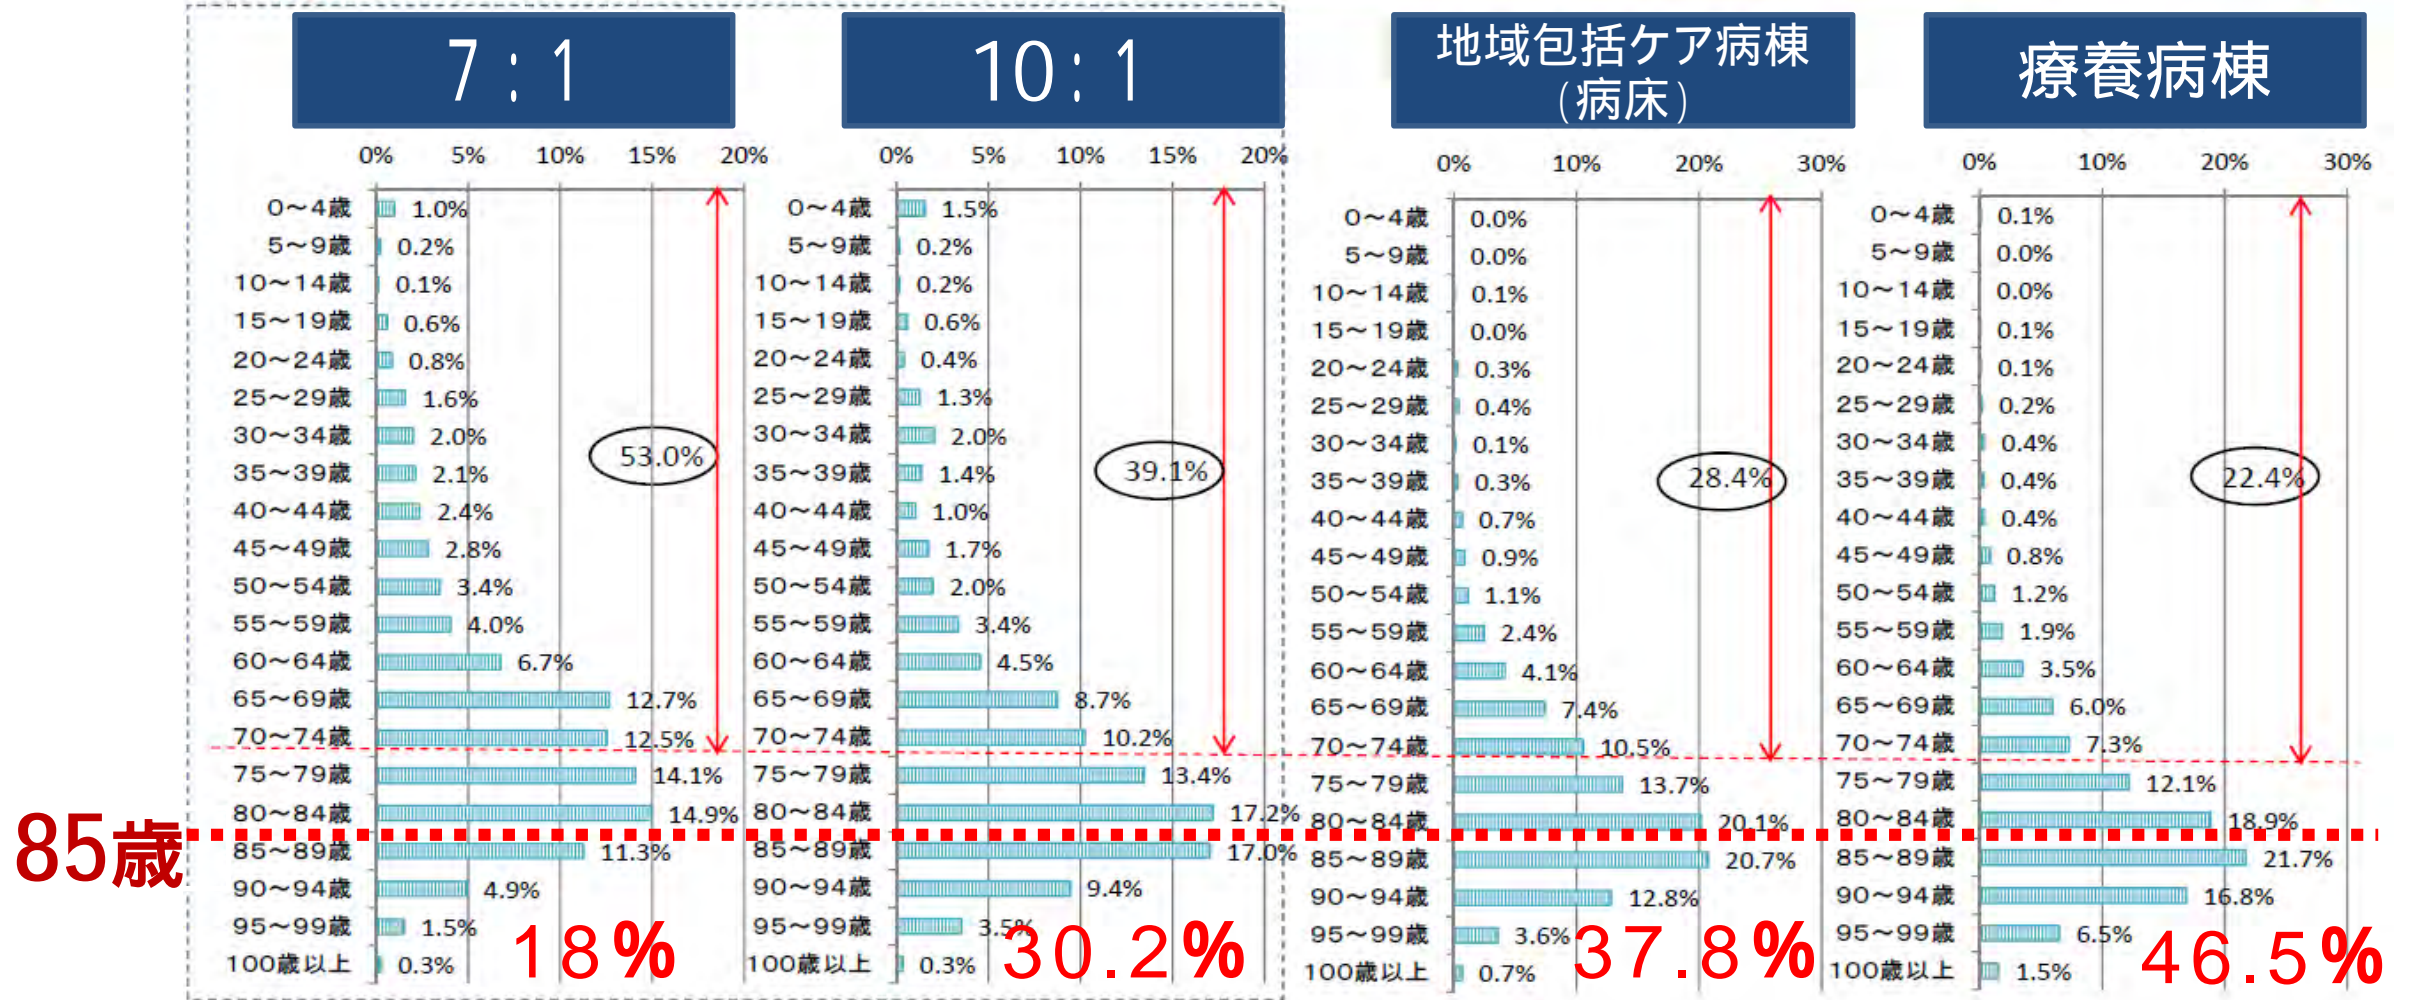 7:1
0% 5% 10% 15% 20%
0～4歳 1.0%
5～9歳 0.2%
10～14歳 0.1%
15～19歳 0.6%
20～24歳 0.8%
25～29歳 1.6%
30～34歳 2.0%
35～39歳 2.1%
40～44歳 2.4%
45～49歳 2.8%
50～54歳 3.4%
55～59歳 4.0%
60～64歳 6.7%
65～69歳 12.7%
70～74歳 12.5%
75～79歳 14.1%
80～84歳 14.9%
85～89歳 11.3%
90～94歳 4.9%
95～99歳 1.5%
100歳以上 0.3%
53.0%
18%
10:1
0% 5% 10% 15% 20%
0～4歳 1.5%
5～9歳 0.2%
10～14歳 0.2%
15～19歳 0.6%
20～24歳 0.4%
25～29歳 1.3%
30～34歳 2.0%
35～39歳 1.4%
40～44歳 1.0%
45～49歳 1.7%
50～54歳 2.0%
55～59歳 3.4%
60～64歳 4.5%
65～69歳 8.7%
70～74歳 10.2%
75～79歳 13.4%
80～84歳 17.2%
85～89歳 17.0%
90～94歳 9.4%
95～99歳 3.5%
100歳以上 0.3%
39.1%
30.2%
地域包括ケア病棟
(病床)
0% 10% 20% 30%
0～4歳 0.0%
5～9歳 0.0%
10～14歳 0.1%
15～19歳 0.0%
20～24歳 0.3%
25～29歳 0.4%
30～34歳 0.1%
35～39歳 0.3%
40～44歳 0.7%
45～49歳 0.9%
50～54歳 1.1%
55～59歳 2.4%
60～64歳 4.1%
65～69歳 7.4%
70～74歳 10.5%
75～79歳 13.7%
80～84歳 20.1%
85～89歳 20.7%
90～94歳 12.8%
95～99歳 3.6%
100歳以上 0.7%
28.4%
37.8%
療養病棟
0% 10% 20% 30%
0～4歳 0.1%
5～9歳 0.0%
10～14歳 0.0%
15～19歳 0.1%
20～24歳 0.1%
25～29歳 0.2%
30～34歳 0.4%
35～39歳 0.4%
40～44歳 0.4%
45～49歳 0.8%
50～54歳 1.2%
55～59歳 1.9%
60～64歳 3.5%
65～69歳 6.0%
70～74歳 7.3%
75～79歳 12.1%
80～84歳 18.9%
85～89歳 21.7%
90～94歳 16.8%
95～99歳 6.5%
100歳以上 1.5%
22.4%
46.5%
85歳